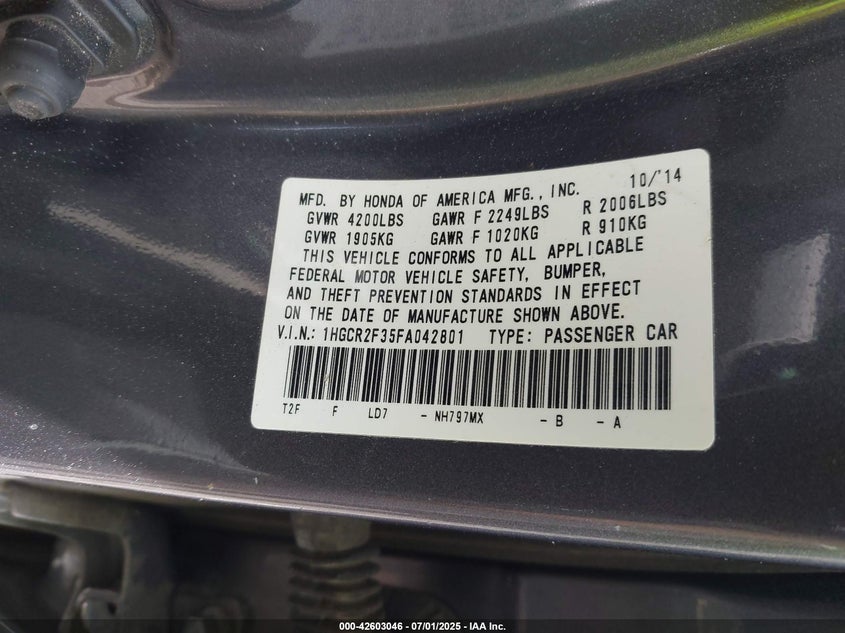 MFD. BY HONDA OF AMERICA MFG., INC. 10/'14
GVWR 4200LBS GAWR F 2249LBS R 2006LBS
GVWR 1905KG GAWR F 1020KG R 910KG
THIS VEHICLE CONFORMS TO ALL APPLICABLE
FEDERAL MOTOR VEHICLE SAFETY, BUMPER,
AND THEFT PREVENTION STANDARDS IN EFFECT
ON THE DATE OF MANUFACTURE SHOWN ABOVE.
V.I.N.: 1HGCR2F35FA042801 TYPE: PASSENGER CAR
T2F F LD7 - NH797MX - B - A
000-42603046 - 07/01/2025 - IAA Inc.